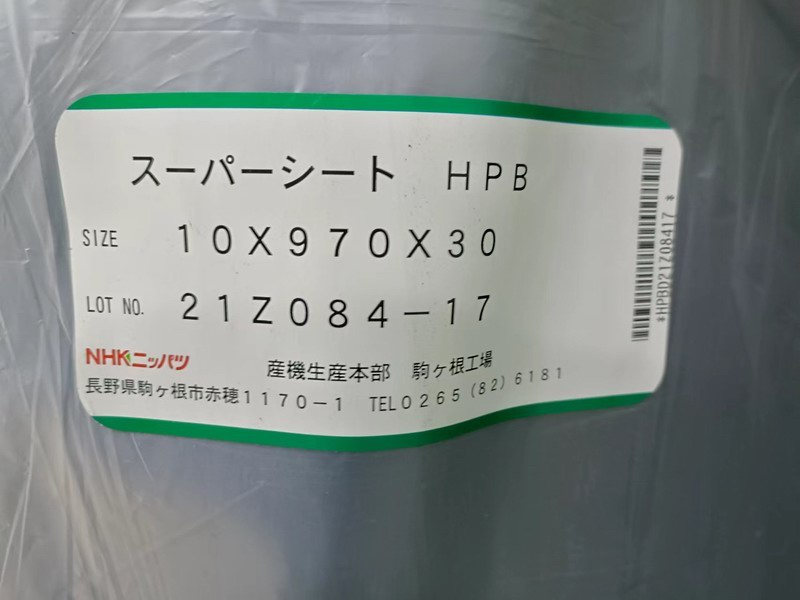 スーパーシート HPB
SIZE 10X970X30
LOT NO. 21Z084-17
NHKニッパツ 産機生産本部 駒ヶ根工場
長野県駒ヶ根市赤穂1170-1 TEL0265(82)6181
*HPBD21Z08417*